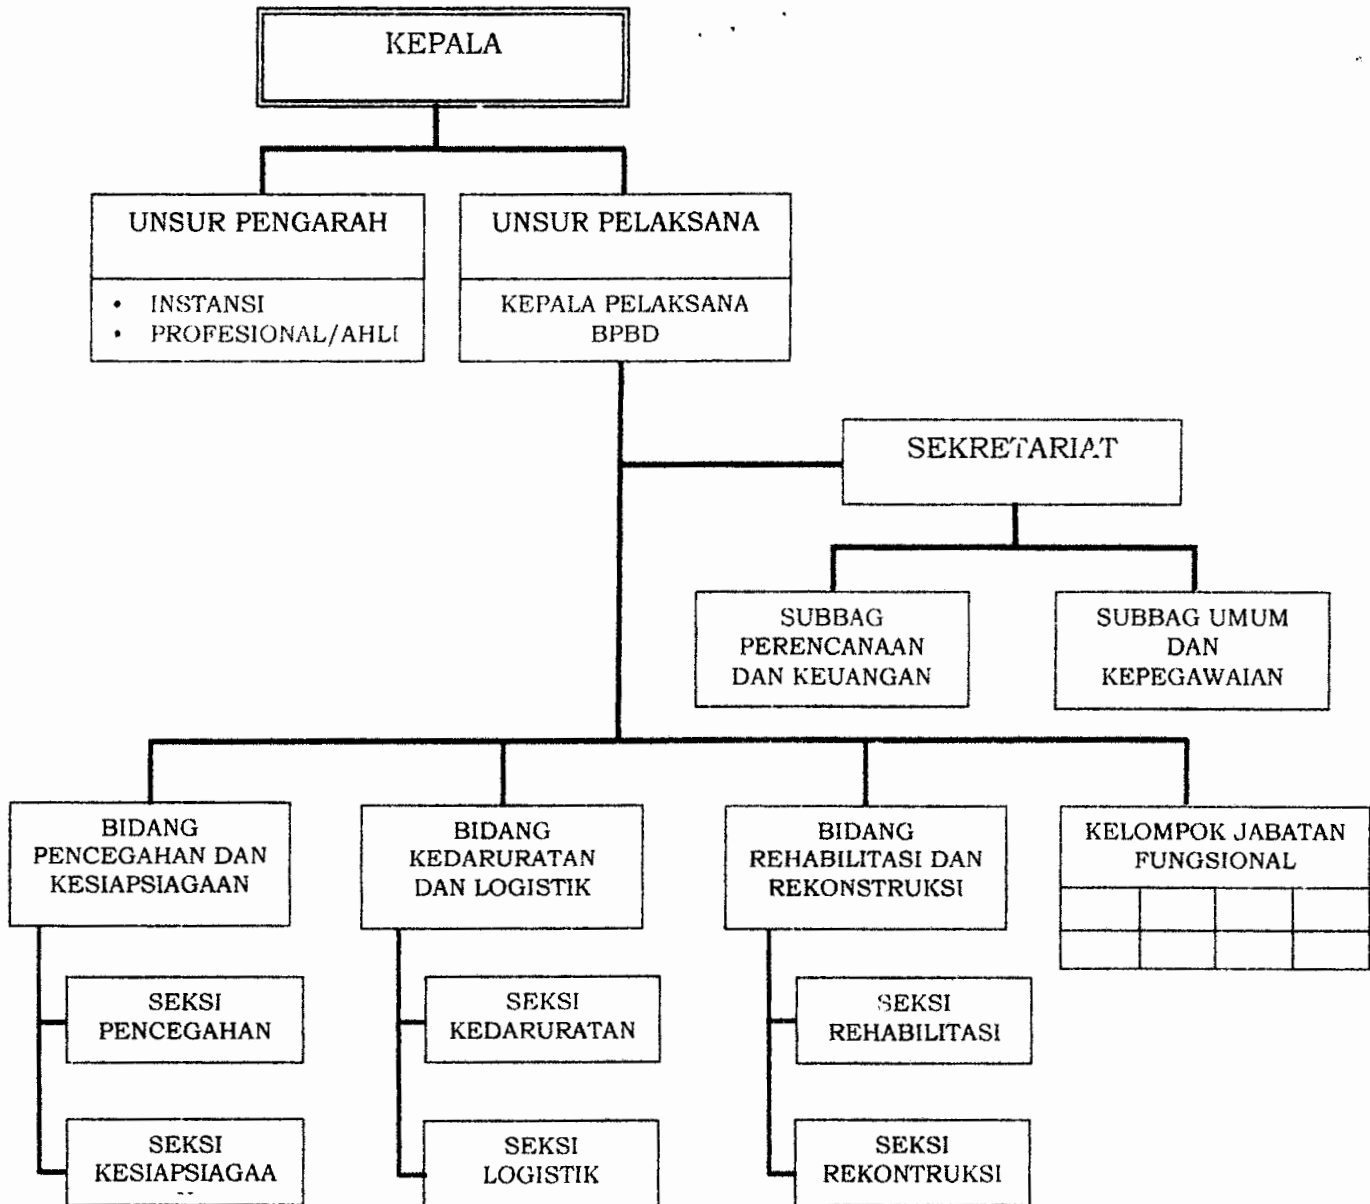 KEPALA
UNSUR PENGARAH
• INSTANSI
• PROFESIONAL/AHLI
UNSUR PELAKSANA
KEPALA PELAKSANA
BPBD
SEKRETARIAT
SUBBAG
PERENCANAAN
DAN KEUANGAN
SUBBAG UMUM
DAN
KEPEGAWAIAN
BIDANG
PENCEGAHAN DAN
KESIAPSIAGAAN
BIDANG
KEDARURATAN
DAN LOGISTIK
BIDANG
REHABILITASI DAN
REKONSTRUKSI
KELOMPOK JABATAN
FUNGSIONAL
SEKSI
PENCEGAHAN
SEKSI
KEDARURATAN
SEKSI
REHABILITASI
SEKSI
KESIAPSIAGAA
N
SEKSI
LOGISTIK
SEKSI
REKONTRUKSI